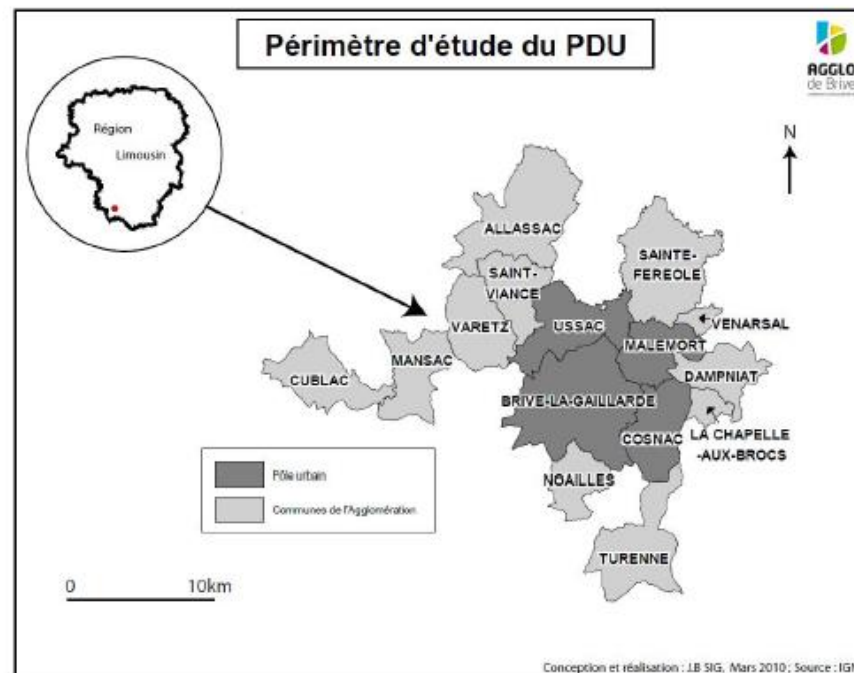 Périmètre d'étude du PDU
AGGLO
de Brive
Région
Limousin
N
ALLASSAC
SAINTE-
FEREOLE
SAINT-
VIANCE
VARETZ
USSAC
VENARSAL
MALEMORT
MANSAC
CUBLAC
DAMPNIAT
BRIVE-LA-GAILLARDE
COSNAC
LA CHAPELLE
-AUX-BROCS
Pôle urbain
Communes de l'Agglomération
NOAILLES
TURENNE
0 10km
Conception et réalisation : J.B SIG, Mars 2010 ; Source : IGN